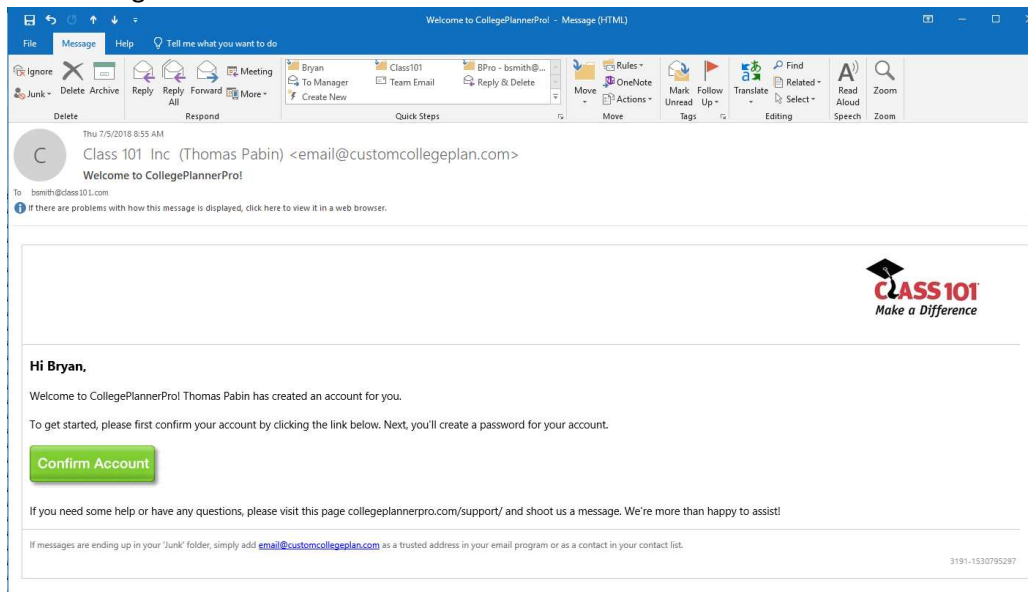 Welcome to CollegePlannerPro! - Message (HTML)
File Message Help Tell me what you want to do
Ignore
Junk
Delete Archive
Delete
Reply Reply All Forward
Meeting
More
Respond
Bryan Class101 BPro - bsmith@...
To Manager Team Email Reply & Delete
Create New
Quick Steps
Move
Rules
OneNote
Actions
Move
Mark Unread Follow Up
Tags
Translate
Find
Related
Select
Editing
Read Aloud
Speech
Zoom
Zoom
Thu 7/5/2018 8:55 AM
C
Class 101 Inc (Thomas Pabin) <email@customcollegeplan.com>
Welcome to CollegePlannerPro!
To bsmith@class101.com
If there are problems with how this message is displayed, click here to view it in a web browser.
CLASS 101
Make a Difference
Hi Bryan,
Welcome to CollegePlannerPro! Thomas Pabin has created an account for you.
To get started, please first confirm your account by clicking the link below. Next, you'll create a password for your account.
Confirm Account
If you need some help or have any questions, please visit this page collegeplannerpro.com/support/ and shoot us a message. We're more than happy to assist!
If messages are ending up in your 'Junk' folder, simply add email@customcollegeplan.com as a trusted address in your email program or as a contact in your contact list.
3191-1530795297